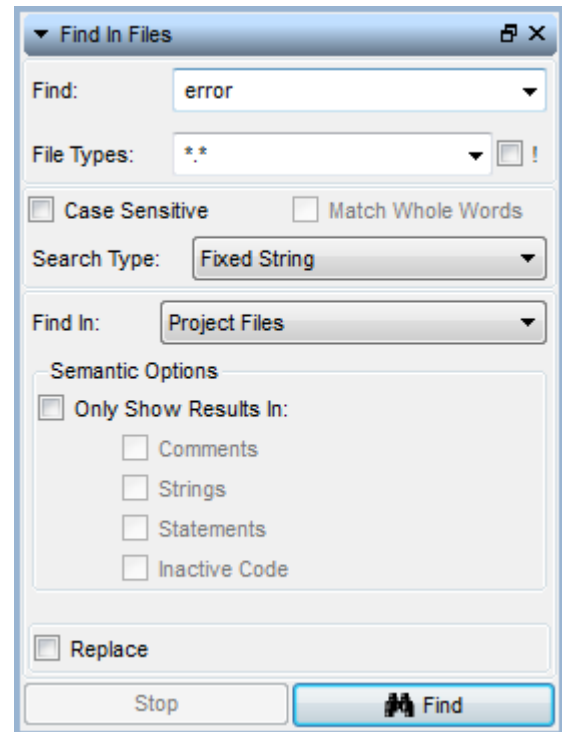 Find In Files
Find: error
File Types: *.* !
Case Sensitive Match Whole Words
Search Type: Fixed String
Find In: Project Files
Semantic Options
Only Show Results In:
Comments
Strings
Statements
Inactive Code
Replace
Stop Find